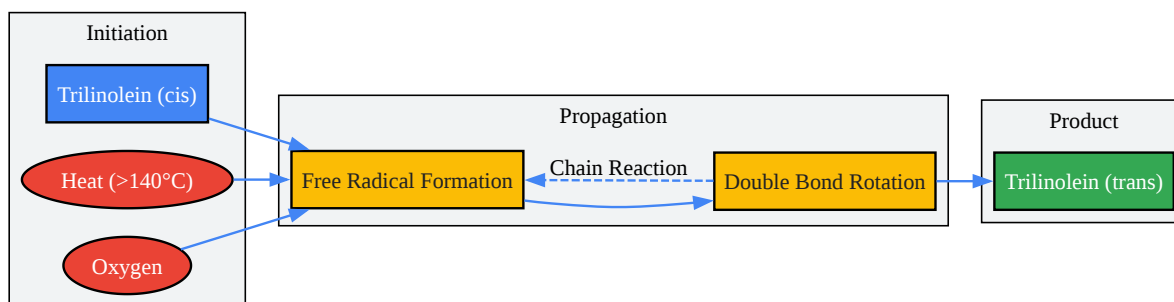 Initiation
Trilinolein (cis)
Heat (>140°C)
Oxygen
Propagation
Free Radical Formation
Chain Reaction
Double Bond Rotation
Product
Trilinolein (trans)